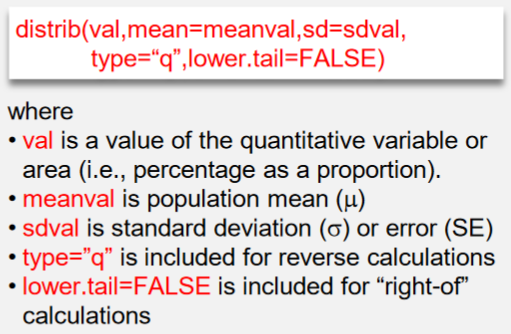 distrib(val,mean=meanval,sd=sdval,
type=“q”,lower.tail=FALSE)
where
• val is a value of the quantitative variable or
area (i.e., percentage as a proportion).
• meanval is population mean (μ)
• sdval is standard deviation (σ) or error (SE)
• type=”q” is included for reverse calculations
• lower.tail=FALSE is included for “right-of”
calculations